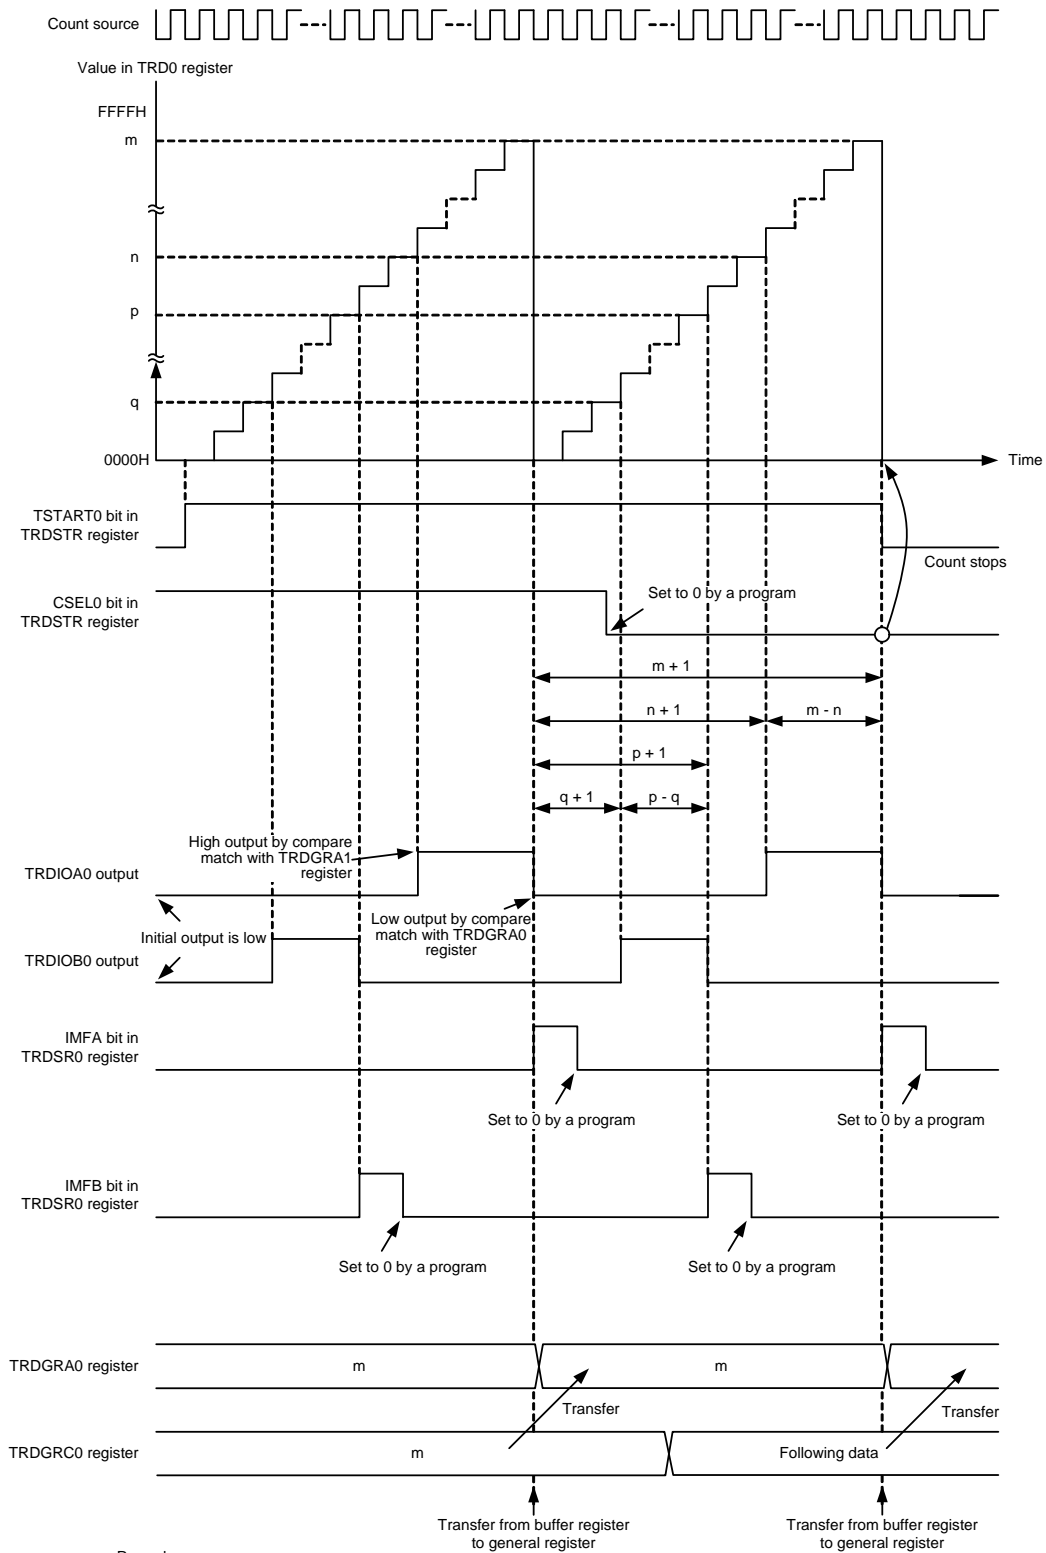 Count source
Value in TRD0 register
FFFFH
m
n
p
q
0000H
Time
TSTART0 bit in
TRDSTR register
Count stops
CSEL0 bit in
TRDSTR register
Set to 0 by a program
m + 1
n + 1
m - n
p + 1
q + 1
p - q
High output by compare
match with TRDGRA1
register
TRDIOA0 output
Low output by compare
match with TRDGRA0
register
Initial output is low
TRDIOB0 output
IMFA bit in
TRDSR0 register
Set to 0 by a program
Set to 0 by a program
IMFB bit in
TRDSR0 register
Set to 0 by a program
Set to 0 by a program
TRDGRA0 register
m
m
Transfer
Transfer
TRDGRC0 register
m
Following data
Transfer from buffer register
to general register
Transfer from buffer register
to general register